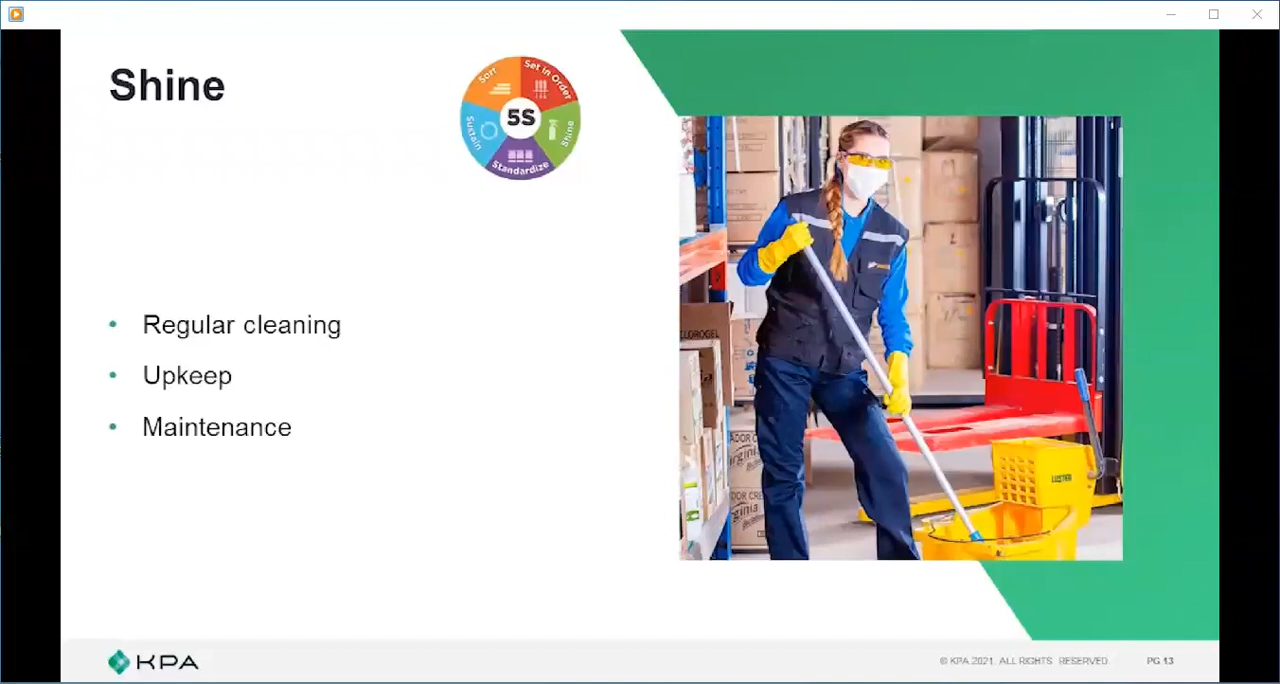 Shine
Sort
Set In Order
5S
Sustain
Shine
Standardize
• Regular cleaning
• Upkeep
• Maintenance
KPA
© KPA 2021. ALL RIGHTS RESERVED.
PG 13